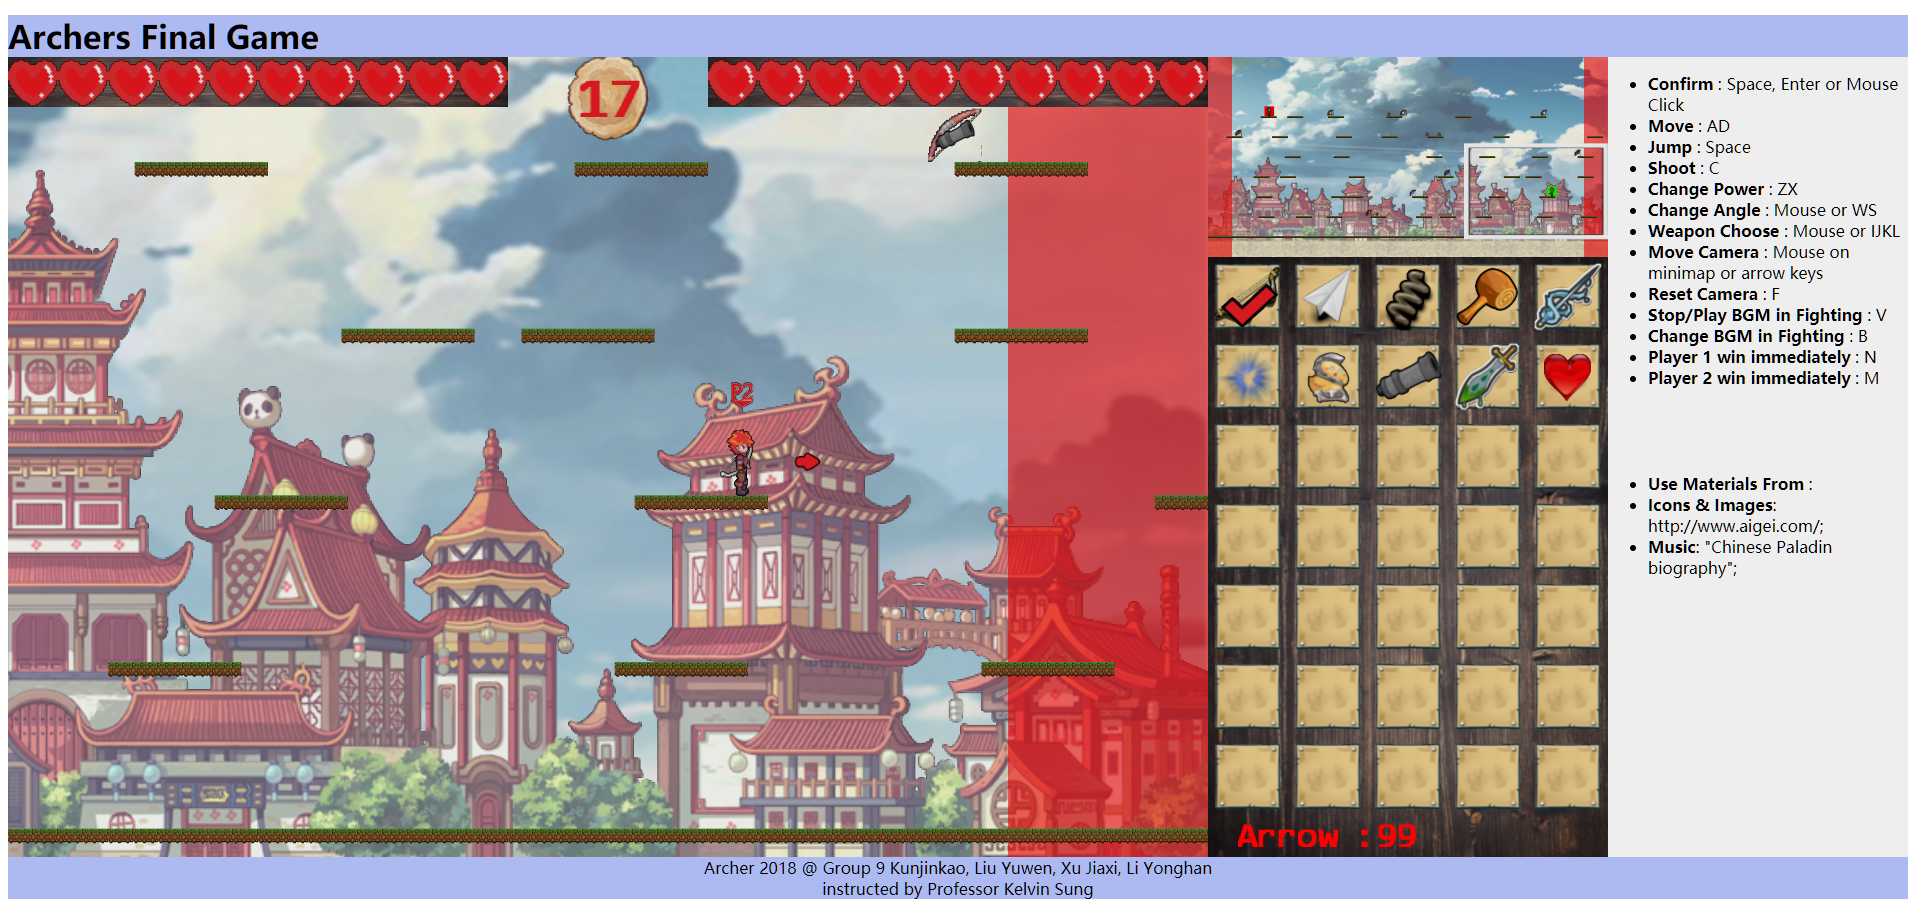 Archers Final Game
17
P2
Confirm : Space, Enter or Mouse
Click
Move : AD
Jump : Space
Shoot : C
Change Power : ZX
Change Angle : Mouse or WS
Weapon Choose : Mouse or IJKL
Move Camera : Mouse on
minimap or arrow keys
Reset Camera : F
Stop/Play BGM in Fighting : V
Change BGM in Fighting : B
Player 1 win immediately : N
Player 2 win immediately : M
Use Materials From :
Icons & Images:
http://www.aigei.com/;
Music: "Chinese Paladin
biography";
Arrow :99
Archer 2018 @ Group 9 Kunjinkao, Liu Yuwen, Xu Jiaxi, Li Yonghan
instructed by Professor Kelvin Sung